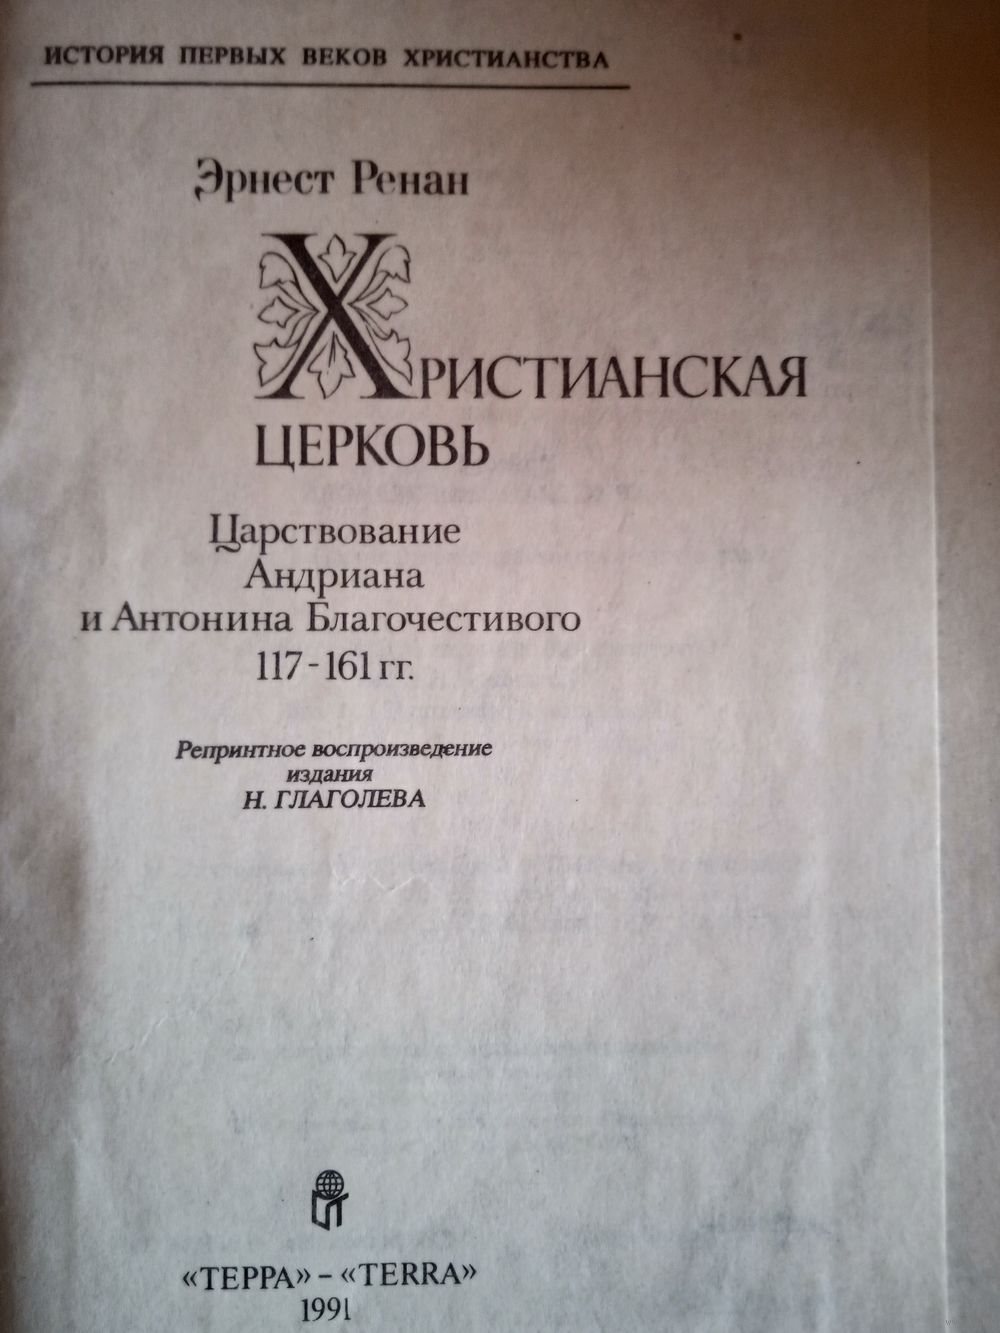 ИСТОРИЯ ПЕРВЫХ ВЕКОВ ХРИСТИАНСТВА
Эрнест Ренан
ХРИСТИАНСКАЯ
ЦЕРКОВЬ
Царствование
Андриана
и Антонина Благочестивого
117-161 гг.
Репринтное воспроизведение
издания
Н. ГЛАГОЛЕВА
«ТЕРРА» – «TERRA»
1991